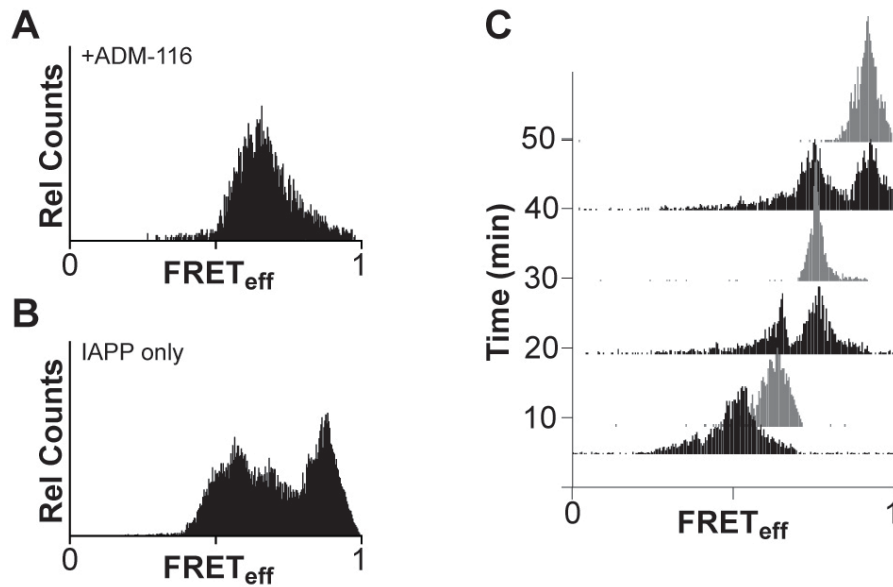 A
+ADM-116
Rel Counts
0
1
FRETeff
B
IAPP only
Rel Counts
0
1
FRETeff
C
Time (min)
50
40
30
20
10
0
1
FRETeff